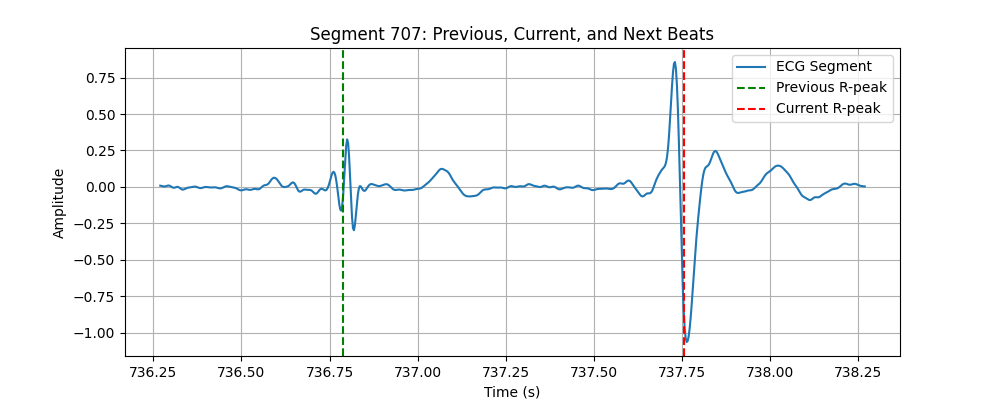 Segment 707: Previous, Current, and Next Beats
ECG Segment
Previous R-peak
Current R-peak
Amplitude
0.75
0.50
0.25
0.00
−0.25
−0.50
−0.75
−1.00
736.25 736.50 736.75 737.00 737.25 737.50 737.75 738.00 738.25
Time (s)